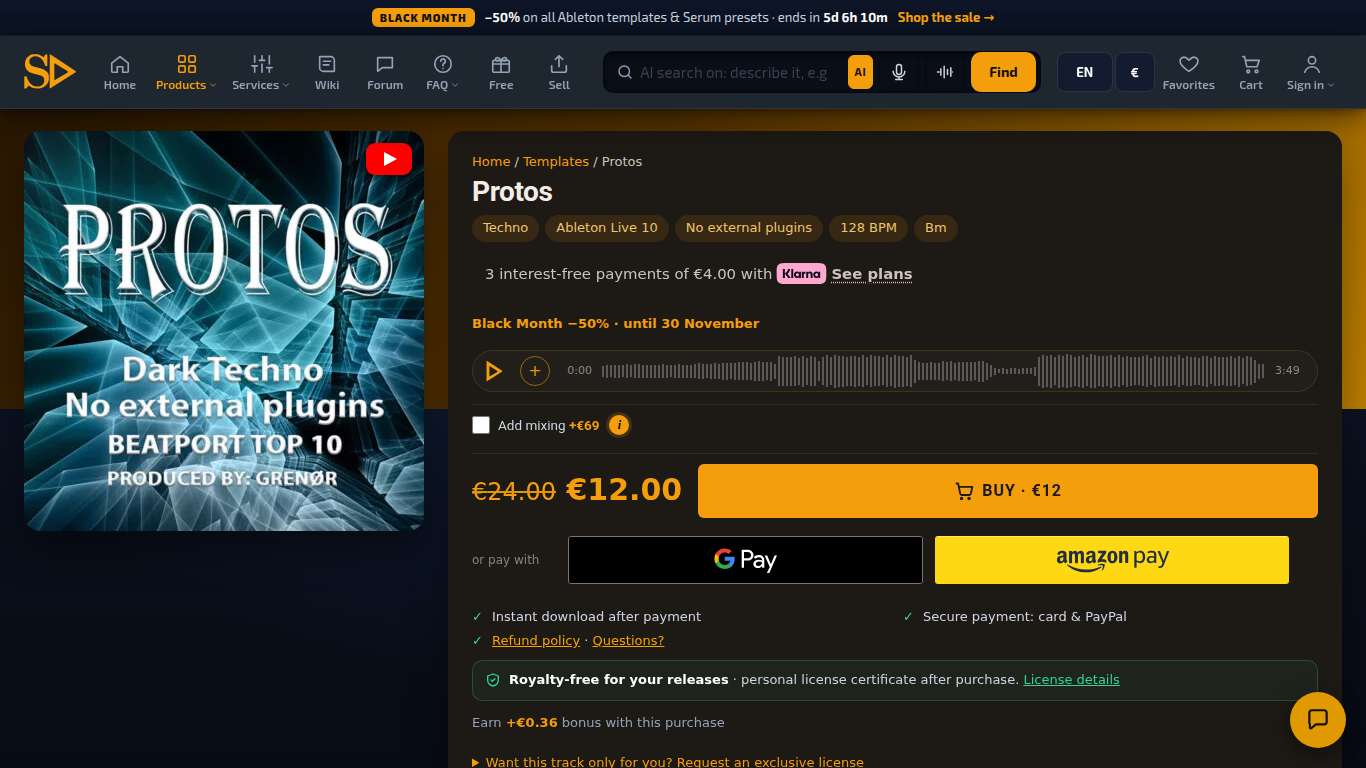 BLACK MONTH −50% on all Ableton templates & Serum presets · ends in 5d 6h 10m Shop the sale →
Home
Products
Services
Wiki
Forum
FAQ
Free
Sell
AI search on: describe it, e.g
AI
Find
EN
€
Favorites
Cart
Sign in
PROTOS
Dark Techno
No external plugins
BEATPORT TOP 10
PRODUCED BY: GRENØR
Home / Templates / Protos
Protos
Techno
Ableton Live 10
No external plugins
128 BPM
Bm
3 interest-free payments of €4.00 with Klarna See plans
Black Month −50% · until 30 November
+
0:00
3:49
Add mixing +€69 i
€24.00 €12.00
BUY · €12
or pay with
G Pay
amazon pay
✓ Instant download after payment
✓ Secure payment: card & PayPal
✓ Refund policy · Questions?
Royalty-free for your releases · personal license certificate after purchase. License details
Earn +€0.36 bonus with this purchase
Want this track only for you? Request an exclusive license